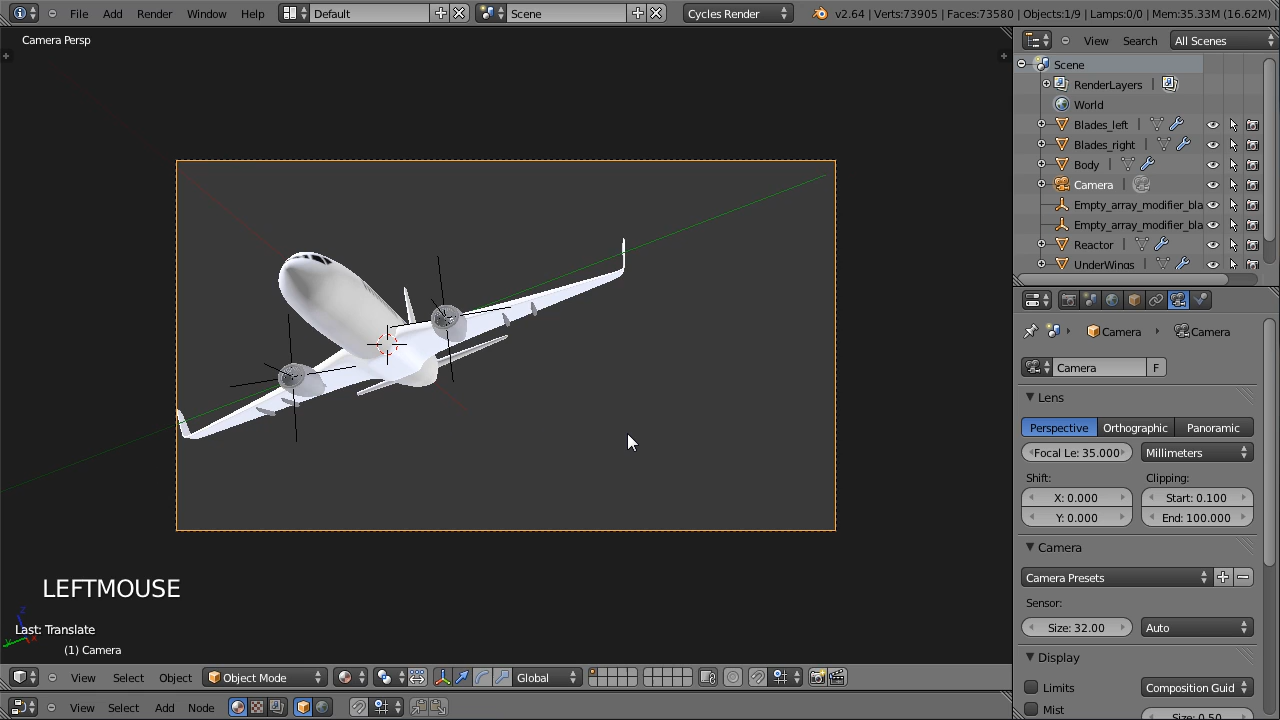 File Add Render Window Help Default Scene Cycles Render v2.64 | Verts:73905 | Faces:73580 | Objects:1/9 | Lamps:0/0 | Mem:35.33M (16.62M) |
Camera Persp
View Search All Scenes
Scene
RenderLayers |
World
Blades_left |
Blades_right |
Body |
Camera |
Empty_array_modifier_bla
Empty_array_modifier_bla
Reactor |
UnderWings |
Camera Camera
Camera F
Lens
Perspective Orthographic Panoramic
Focal Le: 35.000 Millimeters
Shift: Clipping:
X: 0.000 Start: 0.100
Y: 0.000 End: 100.000
Camera
Camera Presets
Sensor:
Size: 32.00 Auto
Display
Limits Composition Guid
Mist Size: 0.50
LEFTMOUSE
Last: Translate
(1) Camera
View Select Object Object Mode Global
View Select Add Node